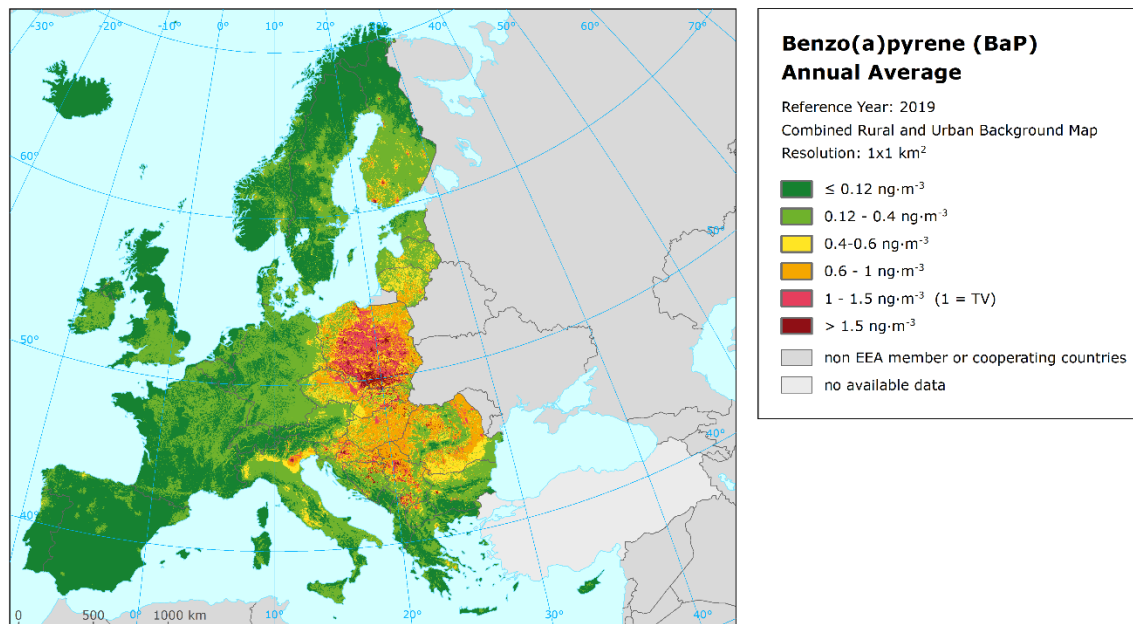 -30° -20° -10° 0° 10° 20° 30° 40° 50° 60° 70°
60°
50°
50°
40°
40°
0 500 1000 km 0° 10° 20° 30° 40°
Benzo(a)pyrene (BaP)
Annual Average
Reference Year: 2019
Combined Rural and Urban Background Map
Resolution: 1x1 km²
≤ 0.12 ng·m⁻³
0.12 - 0.4 ng·m⁻³
0.4-0.6 ng·m⁻³
0.6 - 1 ng·m⁻³
1 - 1.5 ng·m⁻³ (1 = TV)
> 1.5 ng·m⁻³
non EEA member or cooperating countries
no available data